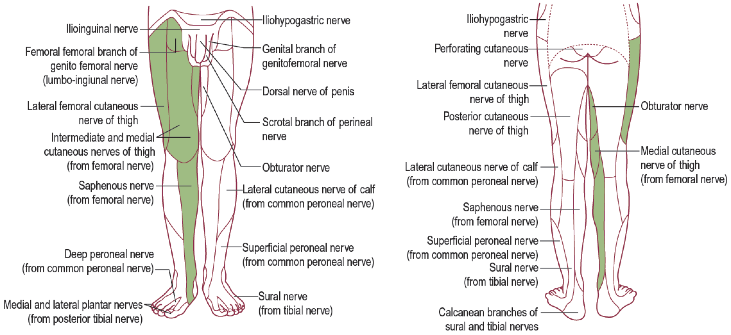 Ilioinguinal nerve
Femoral femoral branch of
genito femoral nerve
(lumbo-ingiunal nerve)
Lateral femoral cutaneous
nerve of thigh
Intermediate and medial
cutaneous nerves of thigh
(from femoral nerve)
Saphenous nerve
(from femoral nerve)
Deep peroneal nerve
(from common peroneal nerve)
Medial and lateral plantar nerves
(from posterior tibial nerve)
Iliohypogastric nerve
Genital branch of
genitofemoral nerve
Dorsal nerve of penis
Scrotal branch of perineal
nerve
Obturator nerve
Lateral cutaneous nerve of calf
(from common peroneal nerve)
Superficial peroneal nerve
(from common peroneal nerve)
Sural nerve
(from tibial nerve)
Iliohypogastric
nerve
Perforating cutaneous
nerve
Lateral femoral cutaneous
nerve of thigh
Posterior cutaneous
nerve of thigh
Lateral cutaneous nerve of calf
(from common peroneal nerve)
Saphenous nerve
(from femoral nerve)
Superficial peroneal nerve
(from common peroneal nerve)
Sural nerve
(from tibial nerve)
Calcanean branches of
sural and tibial nerves
Obturator nerve
Medial cutaneous
nerve of thigh
(from femoral nerve)